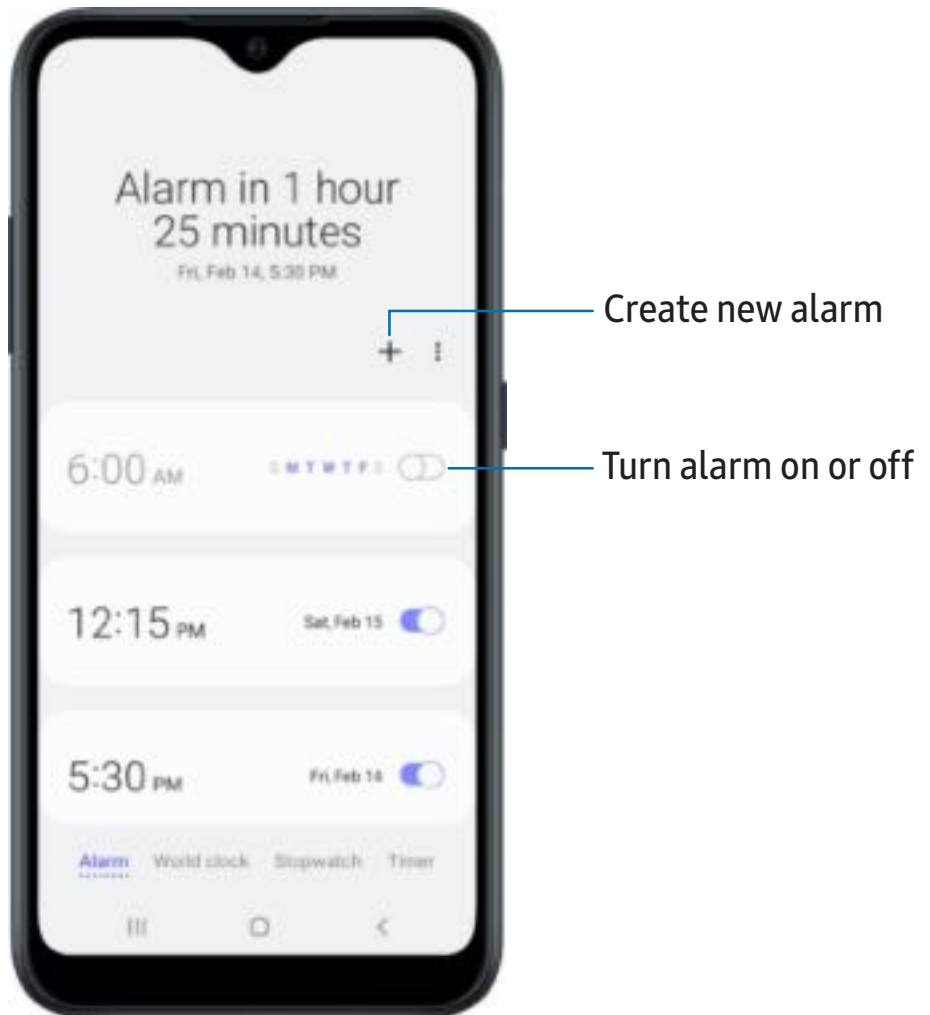 Alarm in 1 hour
25 minutes
Fri, Feb 14, 5:30 PM
Create new alarm
6:00 AM S M T W T F S
Turn alarm on or off
12:15 PM Sat, Feb 15
5:30 PM Fri, Feb 14
Alarm World clock Stopwatch Timer